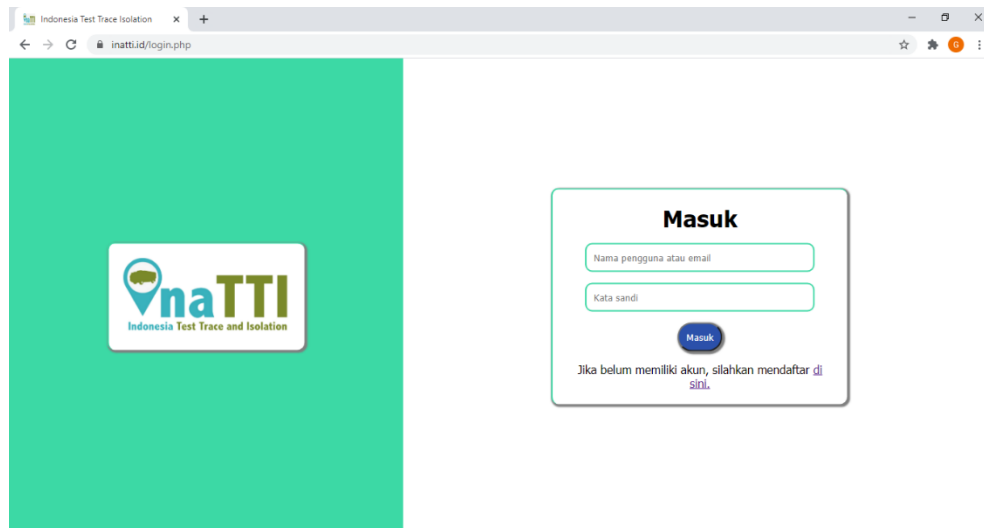 Indonesia Test Trace Isolation
inatti.id/login.php
G
inaTTI
Indonesia Test Trace and Isolation
Masuk
Nama pengguna atau email
Kata sandi
Masuk
Jika belum memiliki akun, silahkan mendaftar di
sini.